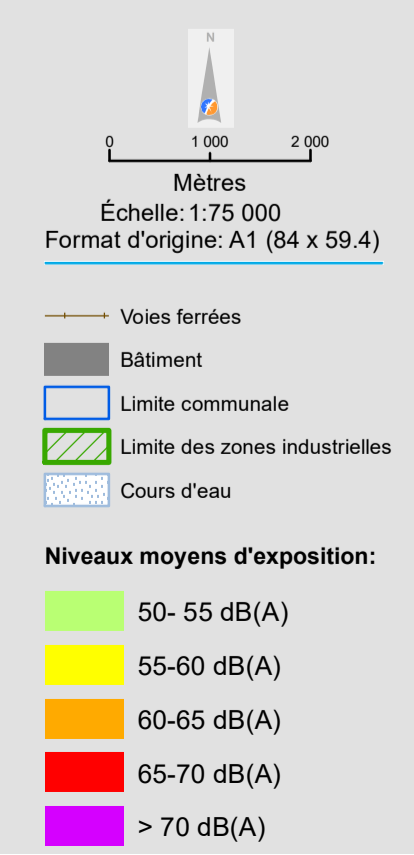 N
0 1 000 2 000
Mètres
Échelle: 1:75 000
Format d'origine: A1 (84 x 59.4)
Voies ferrées
Bâtiment
Limite communale
Limite des zones industrielles
Cours d'eau
Niveaux moyens d'exposition:
50- 55 dB(A)
55-60 dB(A)
60-65 dB(A)
65-70 dB(A)
> 70 dB(A)